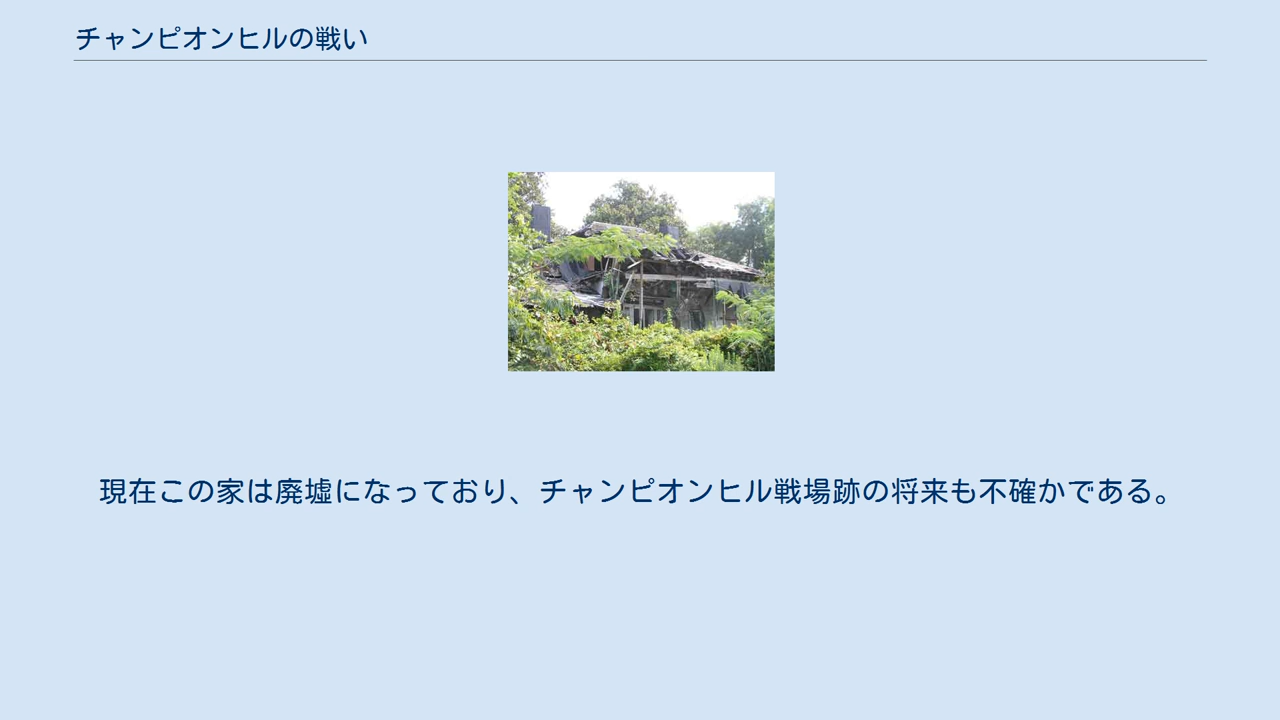 チャンピオンヒルの戦い
現在この家は廃墟になっており、チャンピオンヒル戦場跡の将来も不確かである。